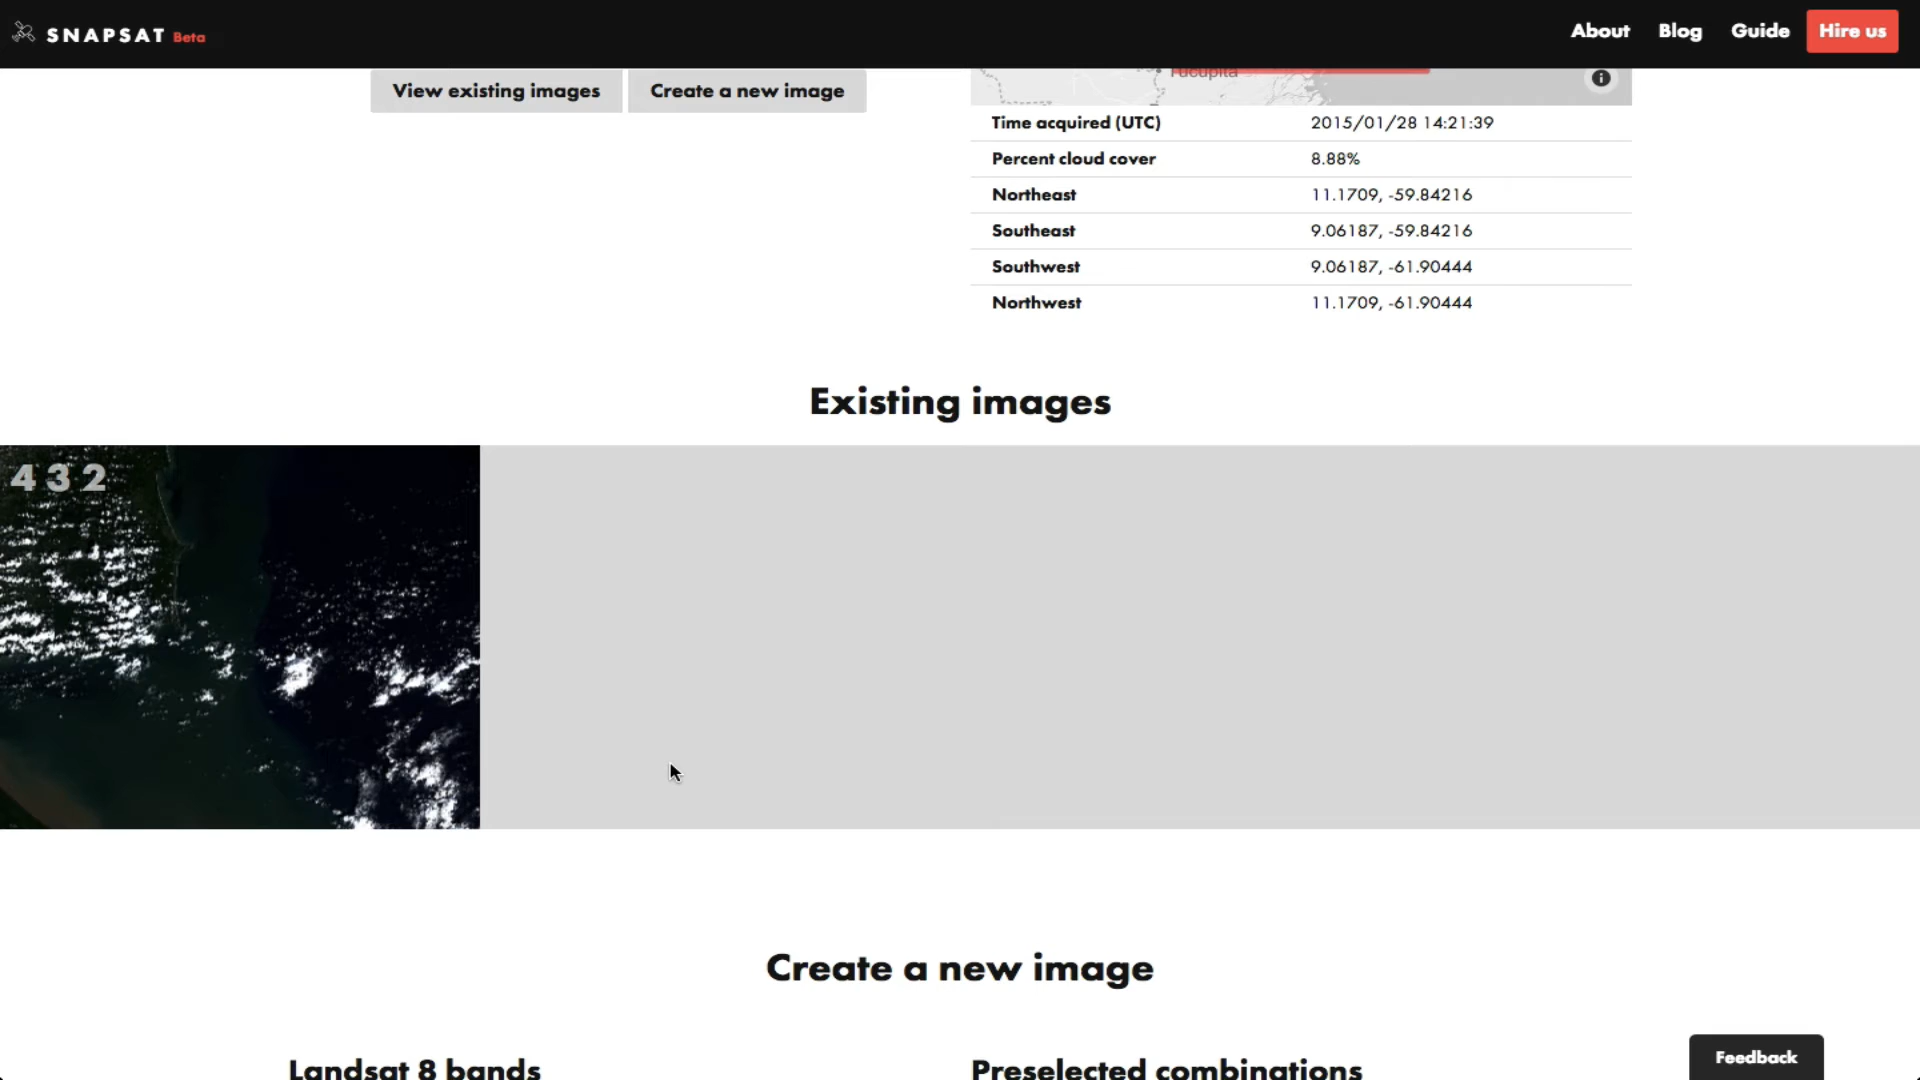 SNAPSAT Beta
About Blog Guide Hire us
View existing images Create a new image
Tucupita
Time acquired (UTC) 2015/01/28 14:21:39
Percent cloud cover 8.88%
Northeast 11.1709, -59.84216
Southeast 9.06187, -59.84216
Southwest 9.06187, -61.90444
Northwest 11.1709, -61.90444
Existing images
4 3 2
Create a new image
Landsat 8 bands Preselected combinations
Feedback